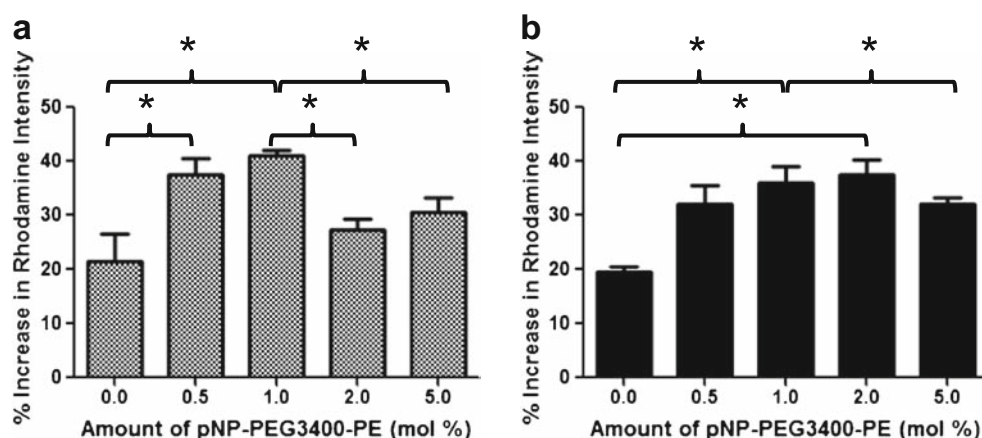 a
* *
* *
% Increase in Rhodamine Intensity
50
40
30
20
10
0
0.0 0.5 1.0 2.0 5.0
Amount of pNP-PEG3400-PE (mol %)
b
* *
*
% Increase in Rhodamine Intensity
50
40
30
20
10
0
0.0 0.5 1.0 2.0 5.0
Amount of pNP-PEG3400-PE (mol %)